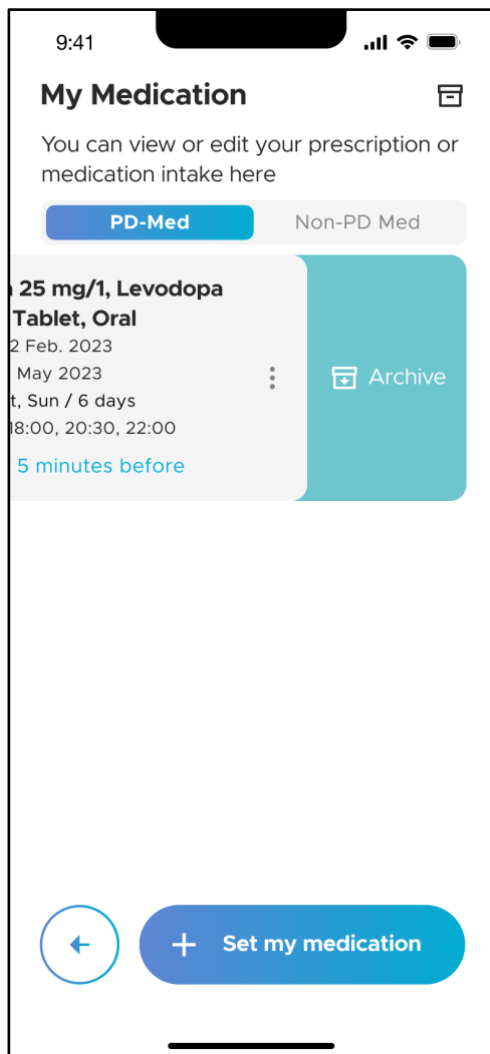 9:41
My Medication
You can view or edit your prescription or
medication intake here
PD-Med
Non-PD Med
25 mg/1, Levodopa
Tablet, Oral
2 Feb. 2023
May 2023
t, Sun / 6 days
18:00, 20:30, 22:00
5 minutes before
Archive
+ Set my medication